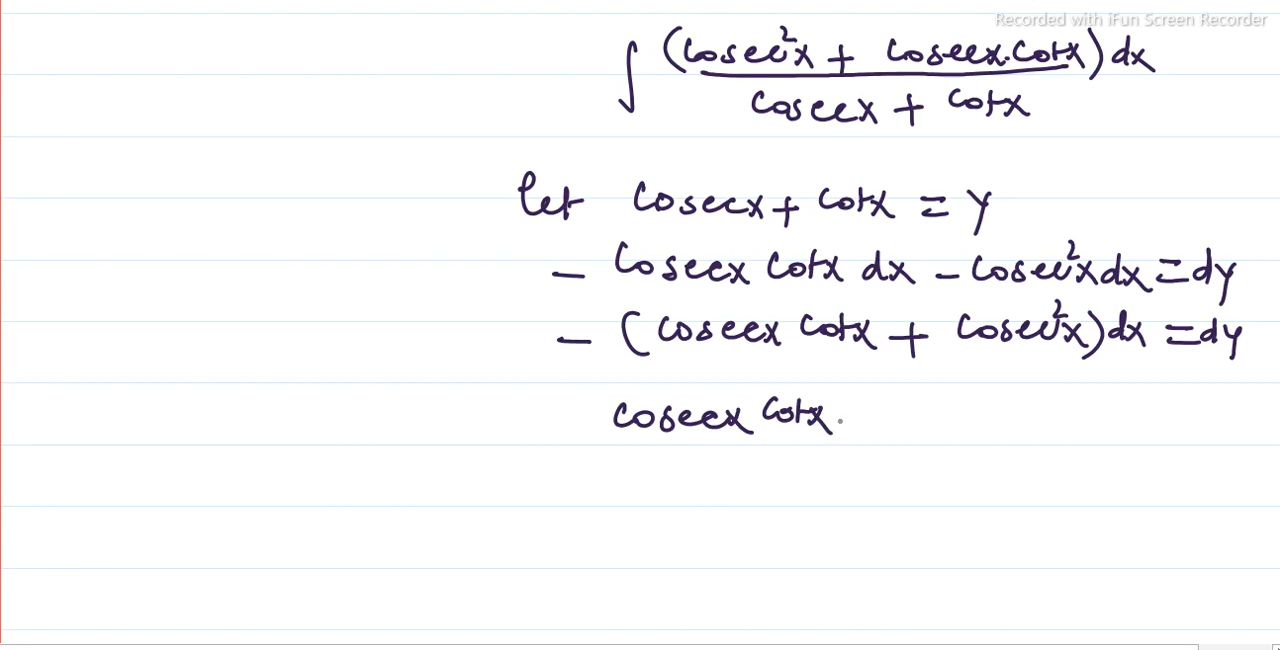 Recorded with iFun Screen Recorder
∫ (cosec²x + cosecx.cotx) dx
cosecx + cotx
let cosecx + cotx = y
- cosecx cotx dx - cosec²x dx = dy
- (cosecx cotx + cosec²x) dx = dy
cosecx cotx